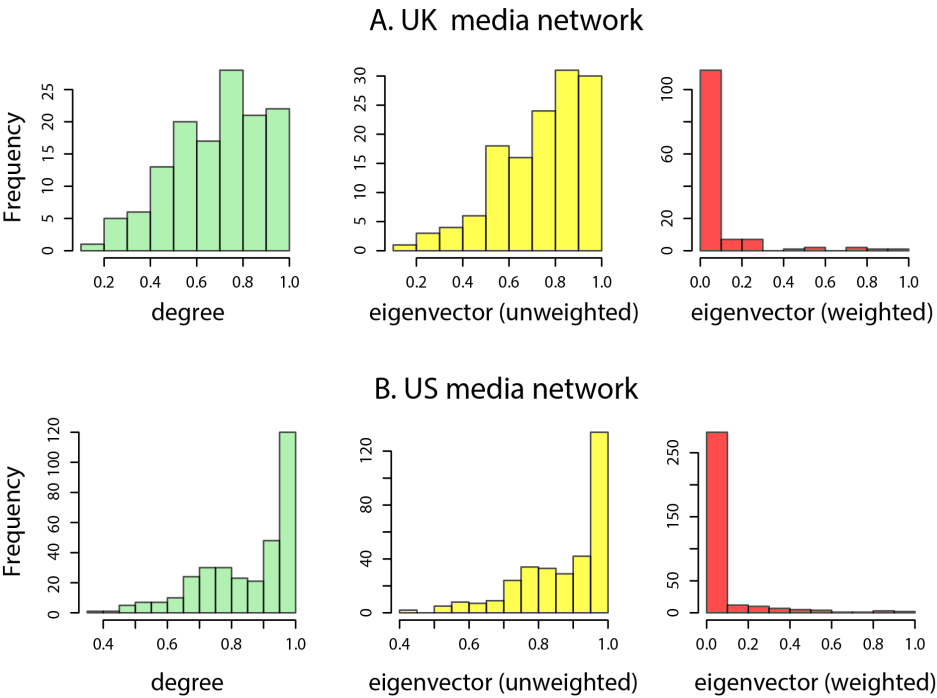 A. UK media network
Frequency
0 5 10 15 20 25
0.2 0.4 0.6 0.8 1.0
degree
0 5 10 15 20 25 30
0.2 0.4 0.6 0.8 1.0
eigenvector (unweighted)
0 20 60 100
0.0 0.2 0.4 0.6 0.8 1.0
eigenvector (weighted)
B. US media network
Frequency
0 20 40 60 80 100 120
0.4 0.6 0.8 1.0
degree
0 40 80 120
0.4 0.6 0.8 1.0
eigenvector (unweighted)
0 50 150 250
0.0 0.2 0.4 0.6 0.8 1.0
eigenvector (weighted)